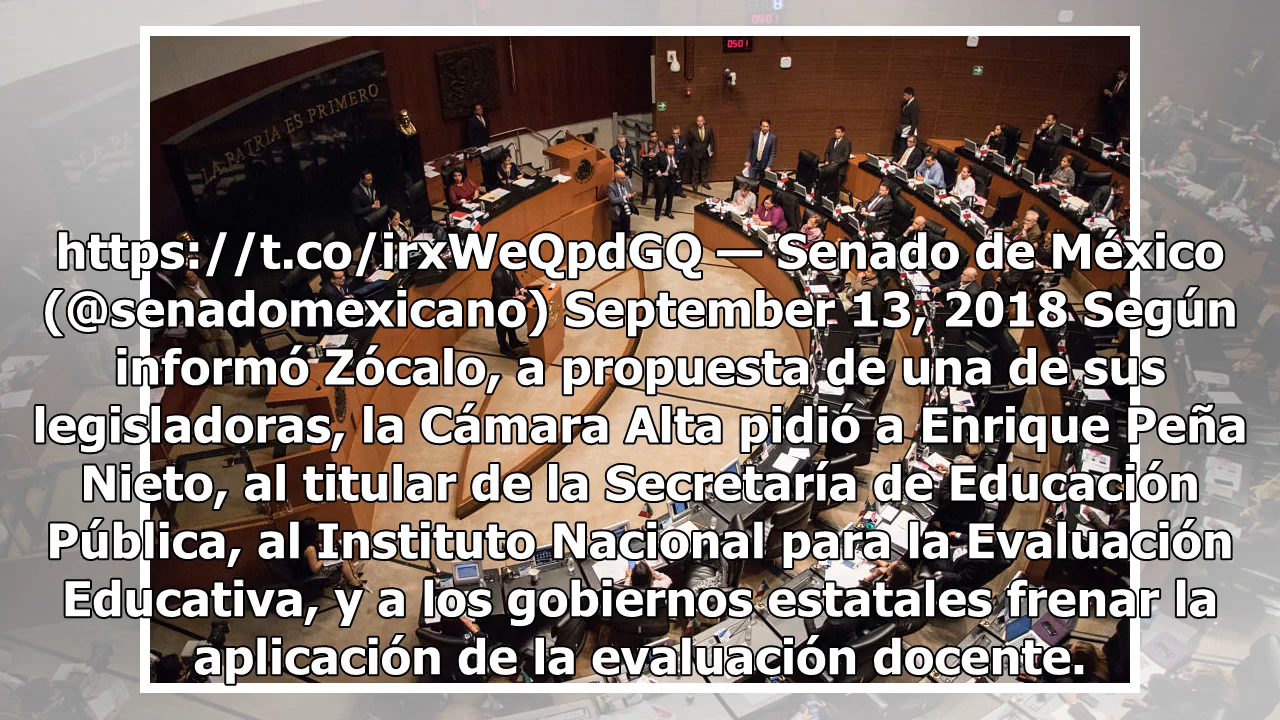 0501
LA PATRIA ES PRIMERO
https://t.co/irxWeQpdGQ — Senado de México
(@senadomexicano) September 13, 2018 Según
informó Zócalo, a propuesta de una de sus
legisladoras, la Cámara Alta pidió a Enrique Peña
Nieto, al titular de la Secretaría de Educación
Pública, al Instituto Nacional para la Evaluación
Educativa, y a los gobiernos estatales frenar la
aplicación de la evaluación docente.